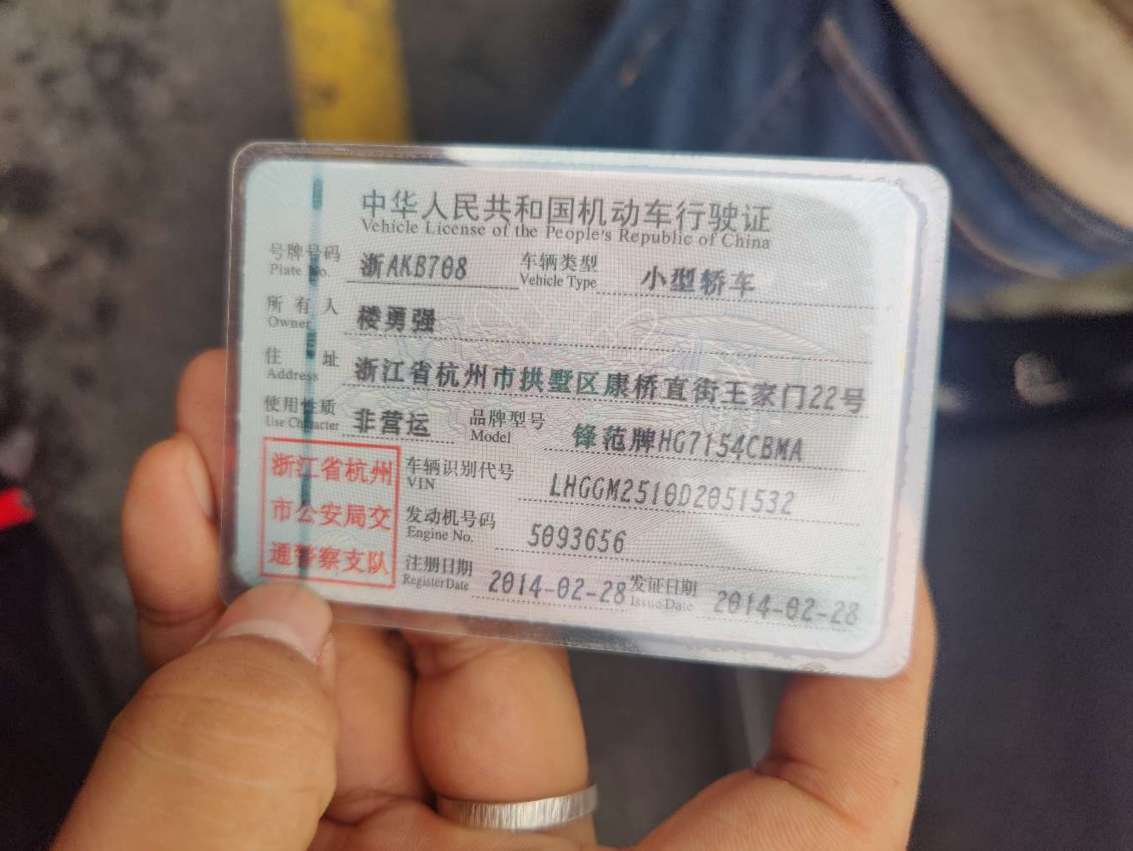 中华人民共和国机动车行驶证
Vehicle License of the People's Republic of China
号牌号码 浙AKB708 车辆类型 小型轿车
Plate No. Vehicle Type
所有人 楼勇强
Owner
住址 浙江省杭州市拱墅区康桥直街王家门22号
Address
使用性质 非营运 品牌型号 锋范牌HG7154CBMA
Use Character Model
浙江省杭州
市公安局交
通警察支队
车辆识别代号 LHGGM2510D2051532
VIN
发动机号码 5093656
Engine No.
注册日期 2014-02-28 发证日期 2014-02-28
Register Date Issue Date